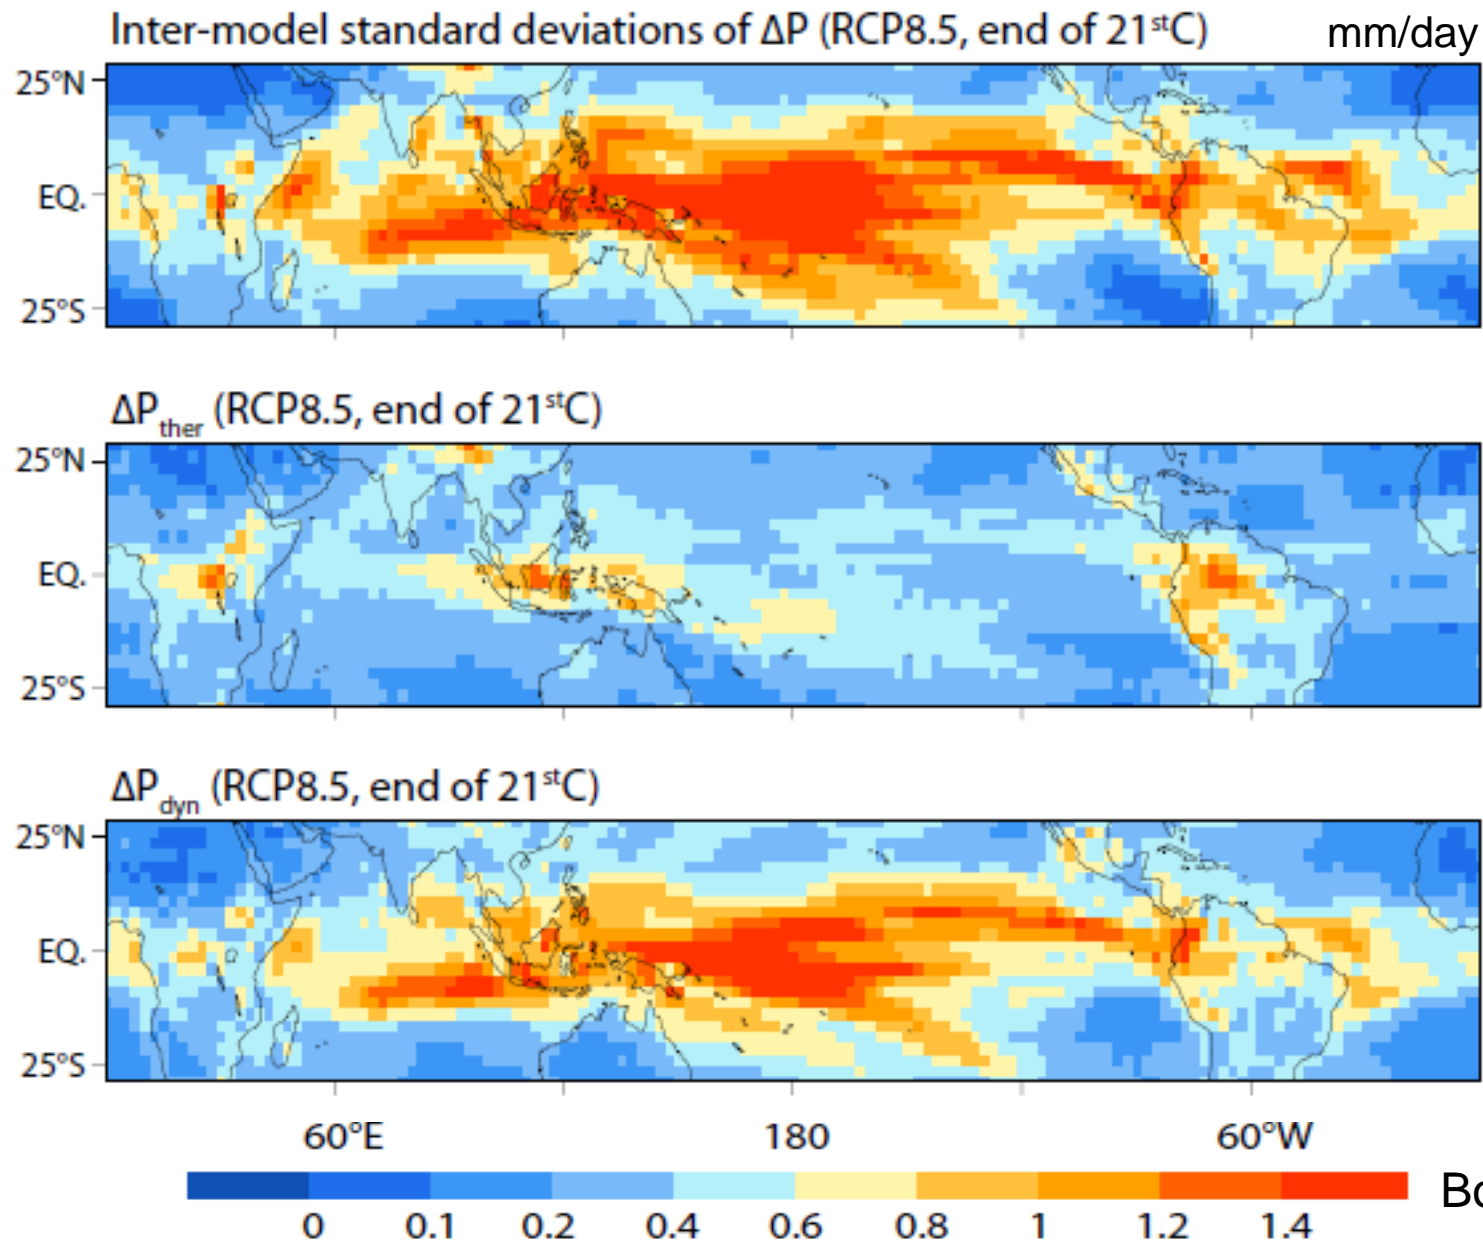 Inter-model standard deviations of ΔP (RCP8.5, end of 21stC) mm/day
25°N
EQ.
25°S
ΔPther (RCP8.5, end of 21stC)
25°N
EQ.
25°S
ΔPdyn (RCP8.5, end of 21stC)
25°N
EQ.
25°S
60°E 180 60°W
Bo
0 0.1 0.2 0.4 0.6 0.8 1 1.2 1.4